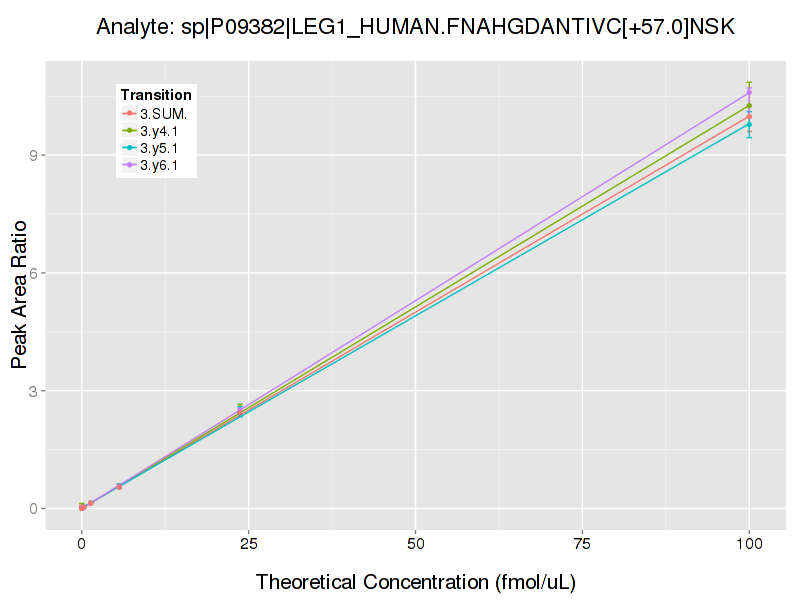 Analyte: sp|P09382|LEG1_HUMAN.FNAHGDANTIVC[+57.0]NSK
Transition
3.SUM.
3.y4.1
3.y5.1
3.y6.1
Peak Area Ratio
9
6
3
0
0 25 50 75 100
Theoretical Concentration (fmol/uL)